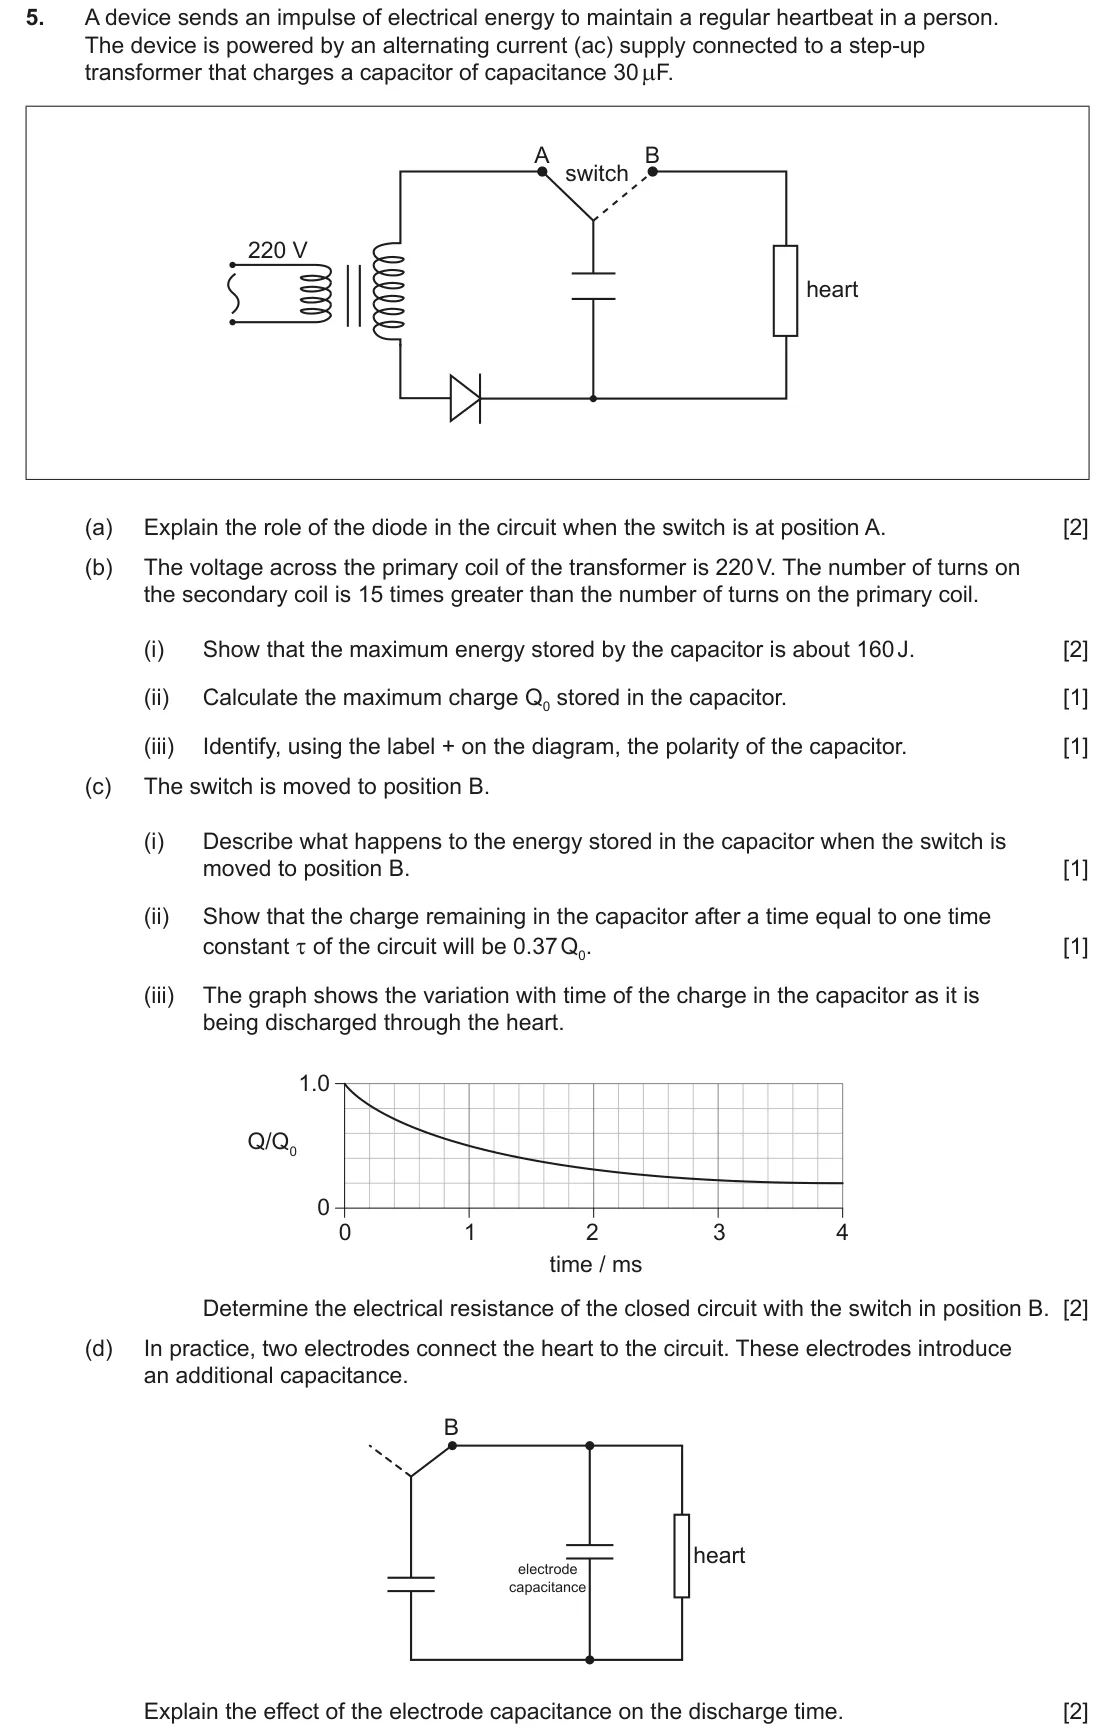 5. A device sends an impulse of electrical energy to maintain a regular heartbeat in a person.
The device is powered by an alternating current (ac) supply connected to a step-up
transformer that charges a capacitor of capacitance 30 μF.
A switch B
220 V
heart
(a) Explain the role of the diode in the circuit when the switch is at position A. [2]
(b) The voltage across the primary coil of the transformer is 220 V. The number of turns on
the secondary coil is 15 times greater than the number of turns on the primary coil.
(i) Show that the maximum energy stored by the capacitor is about 160 J. [2]
(ii) Calculate the maximum charge Q₀ stored in the capacitor. [1]
(iii) Identify, using the label + on the diagram, the polarity of the capacitor. [1]
(c) The switch is moved to position B.
(i) Describe what happens to the energy stored in the capacitor when the switch is
moved to position B. [1]
(ii) Show that the charge remaining in the capacitor after a time equal to one time
constant τ of the circuit will be 0.37 Q₀. [1]
(iii) The graph shows the variation with time of the charge in the capacitor as it is
being discharged through the heart.
1.0
Q/Q₀
0
0 1 2 3 4
time / ms
Determine the electrical resistance of the closed circuit with the switch in position B. [2]
(d) In practice, two electrodes connect the heart to the circuit. These electrodes introduce
an additional capacitance.
B
heart
electrode
capacitance
Explain the effect of the electrode capacitance on the discharge time. [2]